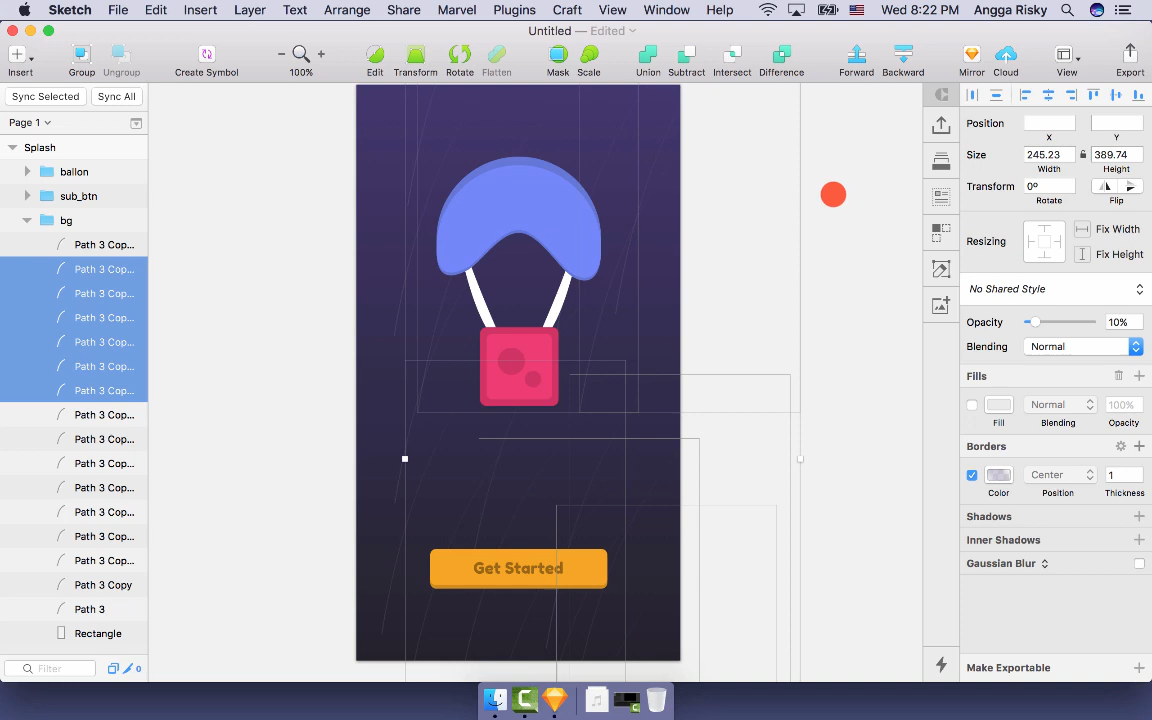 Sketch File Edit Insert Layer Text Arrange Share Marvel Plugins Craft View Window Help Wed 8:22 PM Angga Risky
Untitled — Edited
Insert Group Ungroup Create Symbol 100% Edit Transform Rotate Flatten Mask Scale Union Subtract Intersect Difference Forward Backward Mirror Cloud View Export
Sync Selected Sync All
Page 1
Splash
ballon
sub_btn
bg
Path 3 Cop...
Path 3 Cop...
Path 3 Cop...
Path 3 Cop...
Path 3 Cop...
Path 3 Cop...
Path 3 Cop...
Path 3 Cop...
Path 3 Cop...
Path 3 Cop...
Path 3 Cop...
Path 3 Cop...
Path 3 Cop...
Path 3 Cop...
Path 3 Copy
Path 3
Rectangle
Filter 0
Get Started
Position
X Y
Size 245.23 389.74
Width Height
Transform 0º
Rotate Flip
Resizing Fix Width
Fix Height
No Shared Style
Opacity 10%
Blending Normal
Fills
Normal 100%
Fill Blending Opacity
Borders
Center 1
Color Position Thickness
Shadows
Inner Shadows
Gaussian Blur
Make Exportable